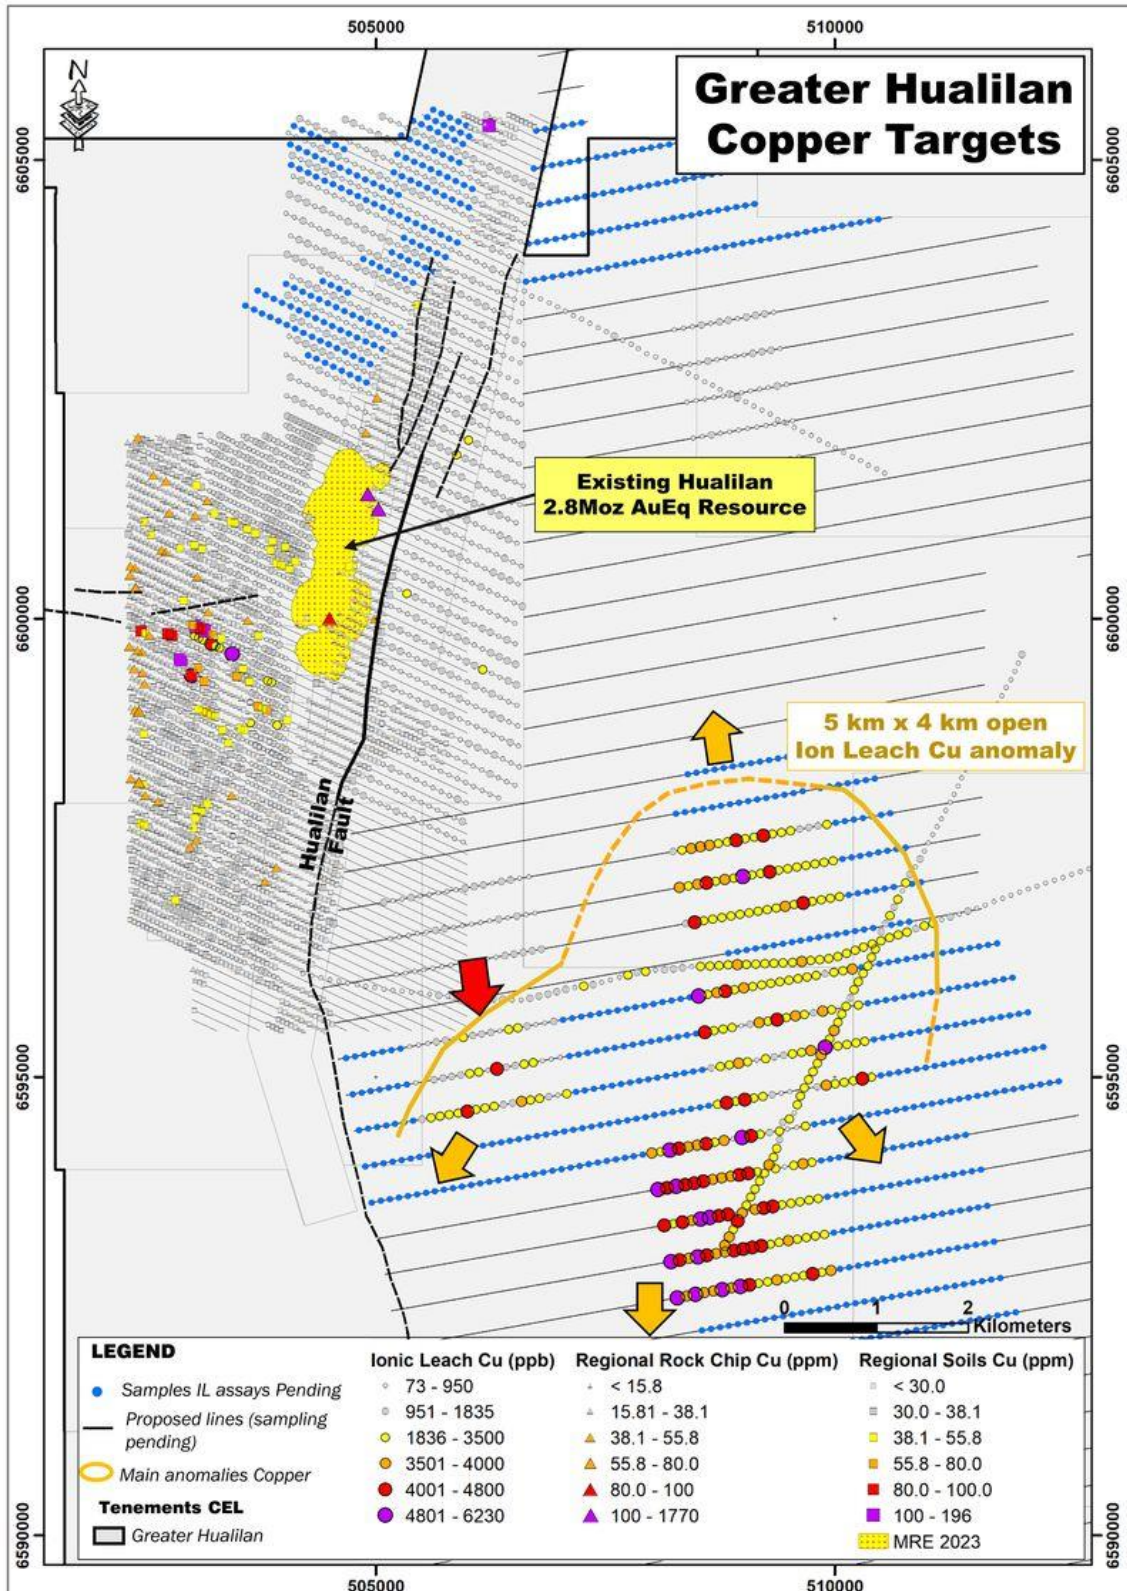 505000
510000
N
Greater Hualilan
Copper Targets
6605000
6605000
Existing Hualilan
2.8Moz AuEq Resource
6600000
6600000
5 km x 4 km open
Ion Leach Cu anomaly
Hualilan
Fault
6595000
6595000
0 1 2
Kilometers
LEGEND
Samples IL assays Pending
Proposed lines (sampling
pending)
Main anomalies Copper
Tenements CEL
Greater Hualilan
Ionic Leach Cu (ppb)
73 - 950
951 - 1835
1836 - 3500
3501 - 4000
4001 - 4800
4801 - 6230
Regional Rock Chip Cu (ppm)
< 15.8
15.81 - 38.1
38.1 - 55.8
55.8 - 80.0
80.0 - 100
100 - 1770
Regional Soils Cu (ppm)
< 30.0
30.0 - 38.1
38.1 - 55.8
55.8 - 80.0
80.0 - 100.0
100 - 196
MRE 2023
6590000
6590000
505000
510000